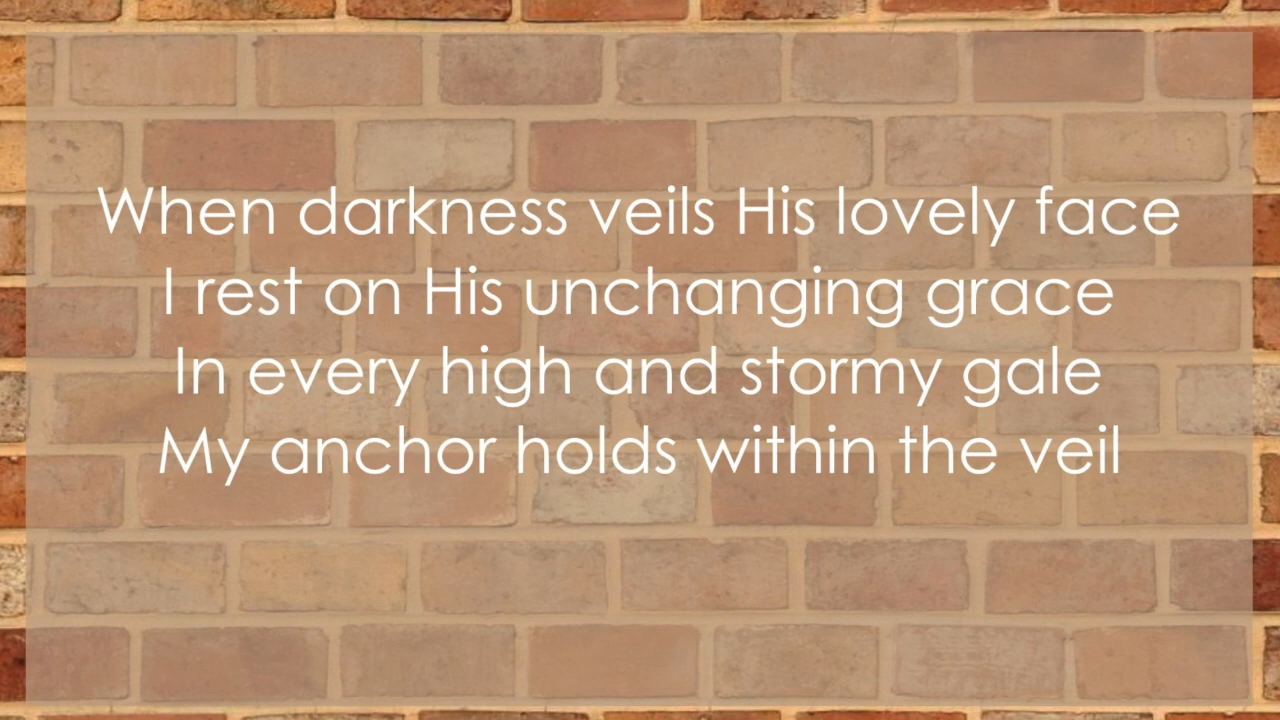 When darkness veils His lovely face
I rest on His unchanging grace
In every high and stormy gale
My anchor holds within the veil